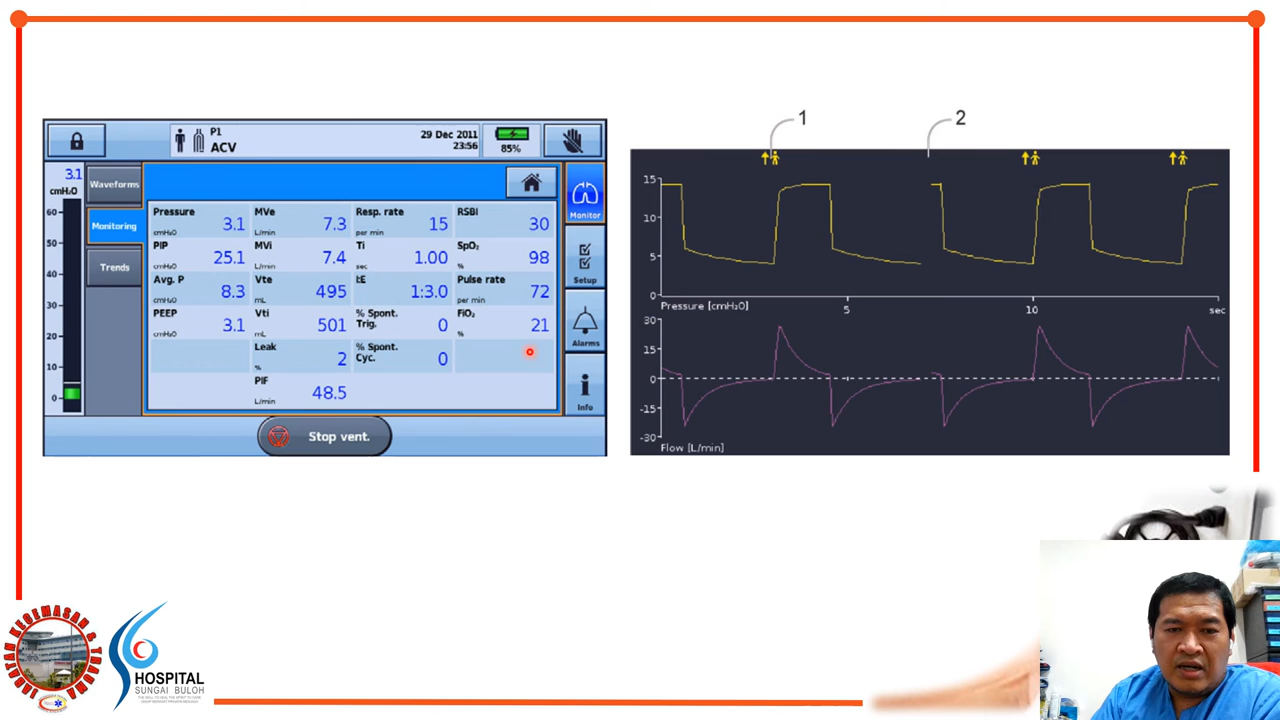 P1
ACV
29 Dec 2011
23:56
85%
3.1
cmH₂O
60
50
40
30
20
10
0
Waveforms
Monitoring
Trends
Pressure
cmH₂O
3.1
MVe
L/min
7.3
Resp. rate
per min
15
RSBI
30
PIP
cmH₂O
25.1
MVi
L/min
7.4
Ti
sec
1.00
SpO₂
%
98
Avg. P
cmH₂O
8.3
Vte
mL
495
I:E
1:3.0
Pulse rate
per min
72
PEEP
cmH₂O
3.1
Vti
mL
501
% Spont.
Trig.
0
FiO₂
%
21
Leak
%
2
% Spont.
Cyc.
0
PIF
L/min
48.5
Monitor
Setup
Alarms
Info
Stop vent.
1
2
15
10
5
0
Pressure [cmH₂O]
5
10
sec
30
15
0
-15
-30
Flow [L/min]
JABATAN KECEMASAN & TRAUMA
HOSPITAL
SUNGAI BULOH